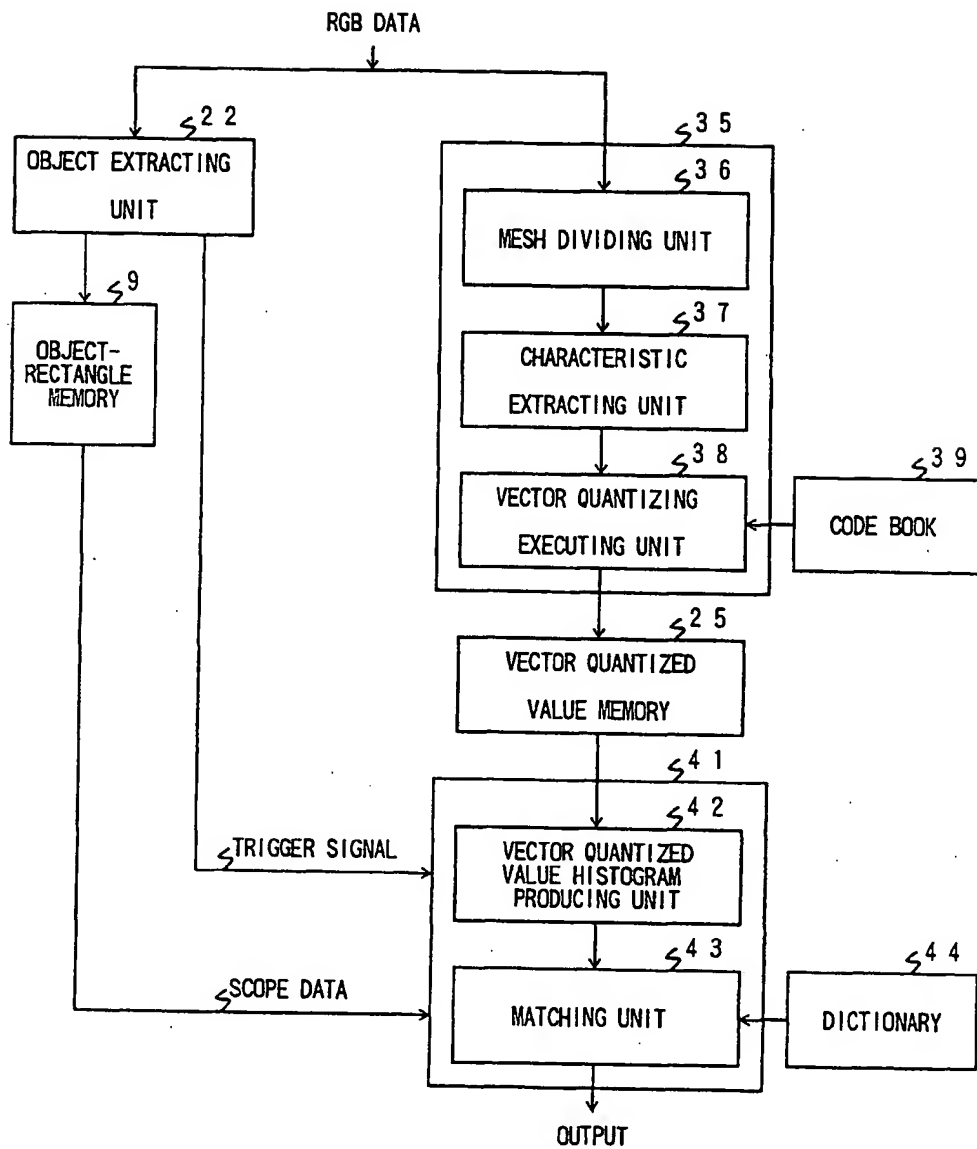 RGB DATA
22
OBJECT EXTRACTING
UNIT
35
36
MESH DIVIDING UNIT
9
OBJECT-
RECTANGLE
MEMORY
37
CHARACTERISTIC
EXTRACTING UNIT
38
VECTOR QUANTIZING
EXECUTING UNIT
39
CODE BOOK
25
VECTOR QUANTIZED
VALUE MEMORY
41
42
VECTOR QUANTIZED
VALUE HISTOGRAM
PRODUCING UNIT
TRIGGER SIGNAL
43
MATCHING UNIT
SCOPE DATA
44
DICTIONARY
OUTPUT